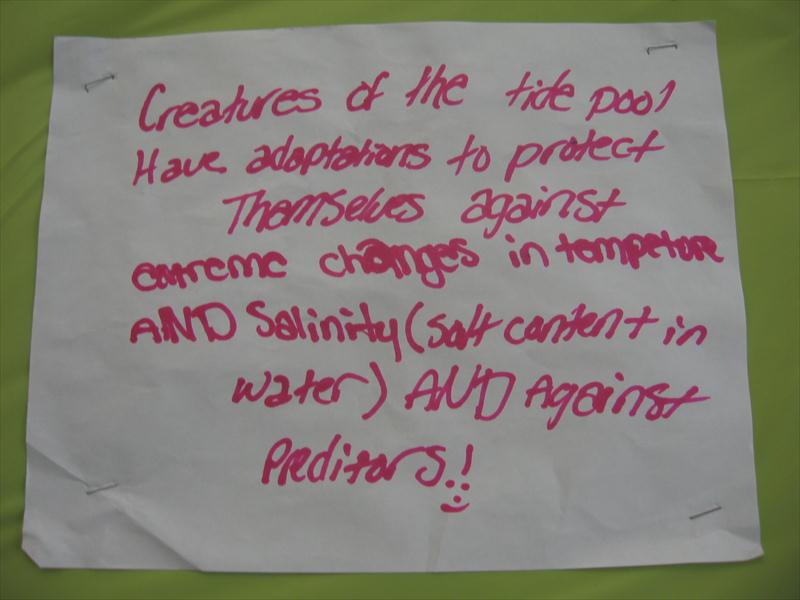 Creatures of the tide pool
Have adaptations to protect
Themselves against
extreme changes in tempeture
AND Salinity (salt content in
water) AND Against
Preditors!